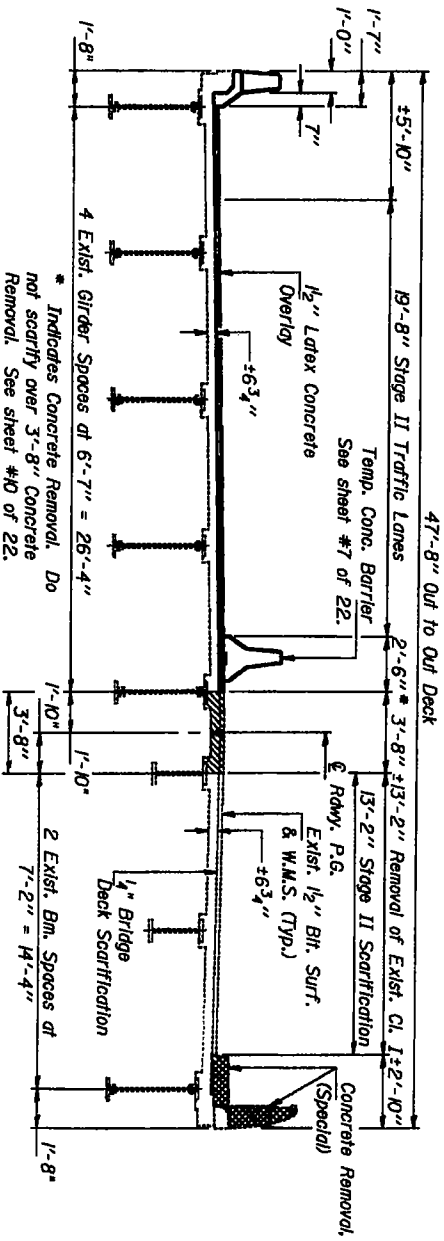 47'-8" Out to Out Deck
1'-7"
1'-0"
±5'-10"
19'-8" Stage II Traffic Lanes
2'-6"
* 3'-8"
±13'-2" Removal of Exist. Cl. I
±2'-10"
13'-2" Stage II Scarification
1'-8"
7"
Temp. Conc. Barrier
See sheet #7 of 22.
℄ Rdwy. P.G.
Concrete Removal,
(Special)
1½" Latex Concrete
Overlay
±6¾"
Exist. 1½" Bit. Surf.
& W.M.S. (Typ.)
±6¾"
¼" Bridge
Deck Scarification
4 Exist. Girder Spaces at 6'-7" = 26'-4"
1'-10"
1'-10"
3'-8"
2 Exist. Bm. Spaces at
7'-2" = 14'-4"
1'-8"
* Indicates Concrete Removal. Do
not scarify over 3'-8" Concrete
Removal. See sheet #10 of 22.